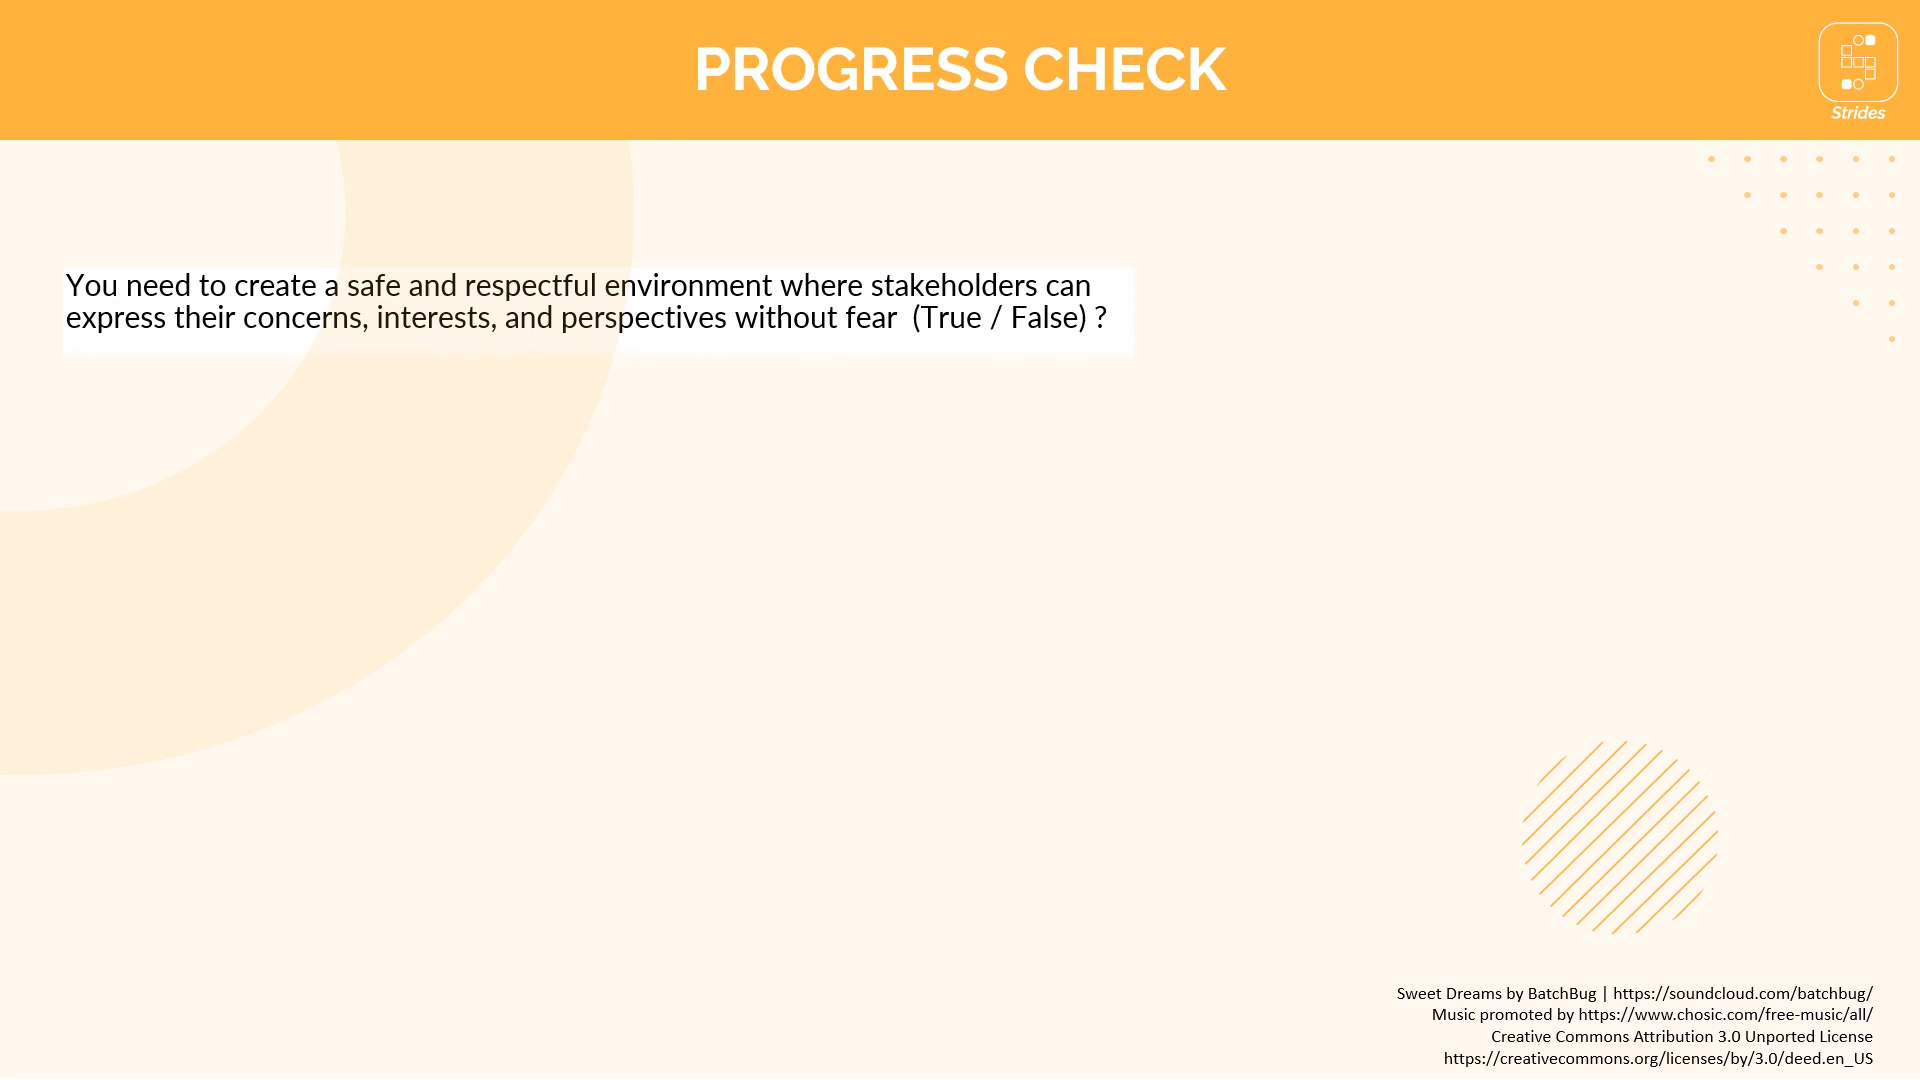 PROGRESS CHECK
Strides
You need to create a safe and respectful environment where stakeholders can
express their concerns, interests, and perspectives without fear  (True / False) ?
Sweet Dreams by BatchBug | https://soundcloud.com/batchbug/
Music promoted by https://www.chosic.com/free-music/all/
Creative Commons Attribution 3.0 Unported License
https://creativecommons.org/licenses/by/3.0/deed.en_US